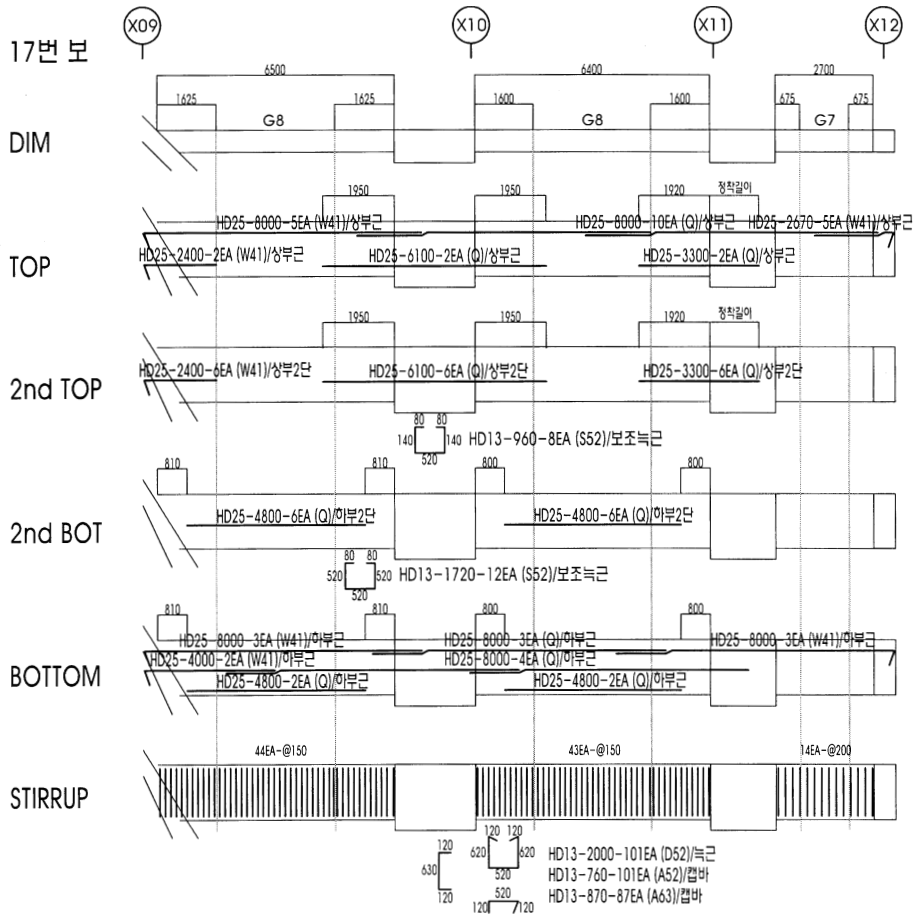 X09 X10 X11 X12
17번 보
6500 6400 2700
1625 1625 1600 1600 675 675
G8 G8 G7
DIM
1950 1950 1920 정착길이
HD25-8000-5EA (W41)/상부근 HD25-8000-10EA (Q)/상부근 HD25-2670-5EA (W41)/상부근
TOP
HD25-2400-2EA (W41)/상부근 HD25-6100-2EA (Q)/상부근 HD25-3300-2EA (Q)/상부근
1950 1950 1920 정착길이
2nd TOP
HD25-2400-6EA (W41)/상부2단 HD25-6100-6EA (Q)/상부2단 HD25-3300-6EA (Q)/상부2단
80 80
140 140 HD13-960-8EA (S52)/보조늑근
520
810 810 800 800
HD25-4800-6EA (Q)/하부2단 HD25-4800-6EA (Q)/하부2단
2nd BOT
80 80
520 520 HD13-1720-12EA (S52)/보조늑근
520
810 810 800 800
HD25-8000-3EA (W41)/하부근 HD25-8000-3EA (Q)/하부근 HD25-8000-3EA (W41)/하부근
HD25-4000-2EA (W41)/하부근 HD25-8000-4EA (Q)/하부근
BOTTOM
HD25-4800-2EA (Q)/하부근 HD25-4800-2EA (Q)/하부근
44EA-@150 43EA-@150 14EA-@200
STIRRUP
120 120 120
630 620 620 HD13-2000-101EA (D52)/늑근
520 HD13-760-101EA (A52)/캡바
120 520 HD13-870-87EA (A63)/캡바
120 120